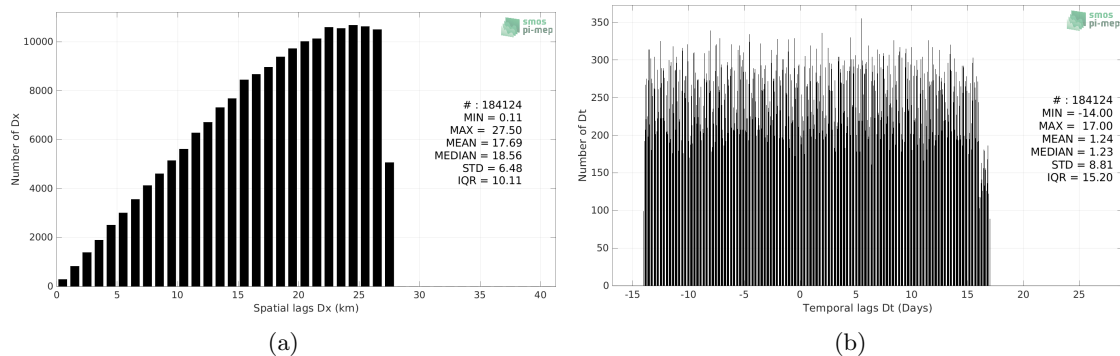 smos
pi-mep
10000
8000
6000
4000
2000
0
Number of Dx
# : 184124
MIN = 0.11
MAX = 27.50
MEAN = 17.69
MEDIAN = 18.56
STD = 6.48
IQR = 10.11
0 5 10 15 20 25 30 35 40
Spatial lags Dx (km)
(a)
smos
pi-mep
350
300
250
200
150
100
50
0
Number of Dt
# : 184124
MIN = -14.00
MAX = 17.00
MEAN = 1.24
MEDIAN = 1.23
STD = 8.81
IQR = 15.20
-15 -10 -5 0 5 10 15 20 25
Temporal lags Dt (Days)
(b)